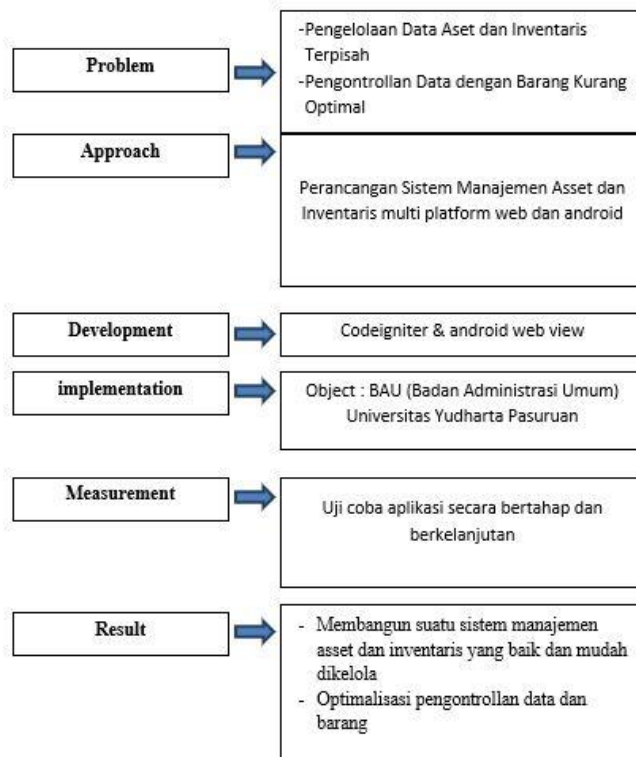 Problem
-Pengelolaan Data Aset dan Inventaris
Terpisah
-Pengontrollan Data dengan Barang Kurang
Optimal
Approach
Perancangan Sistem Manajemen Asset dan
Inventaris multi platform web dan android
Development
Codeigniter & android web view
implementation
Object : BAU (Badan Administrasi Umum)
Universitas Yudharta Pasuruan
Measurement
Uji coba aplikasi secara bertahap dan
berkelanjutan
Result
- Membangun suatu sistem manajemen
asset dan inventaris yang baik dan mudah
dikelola
- Optimalisasi pengontrollan data dan
barang